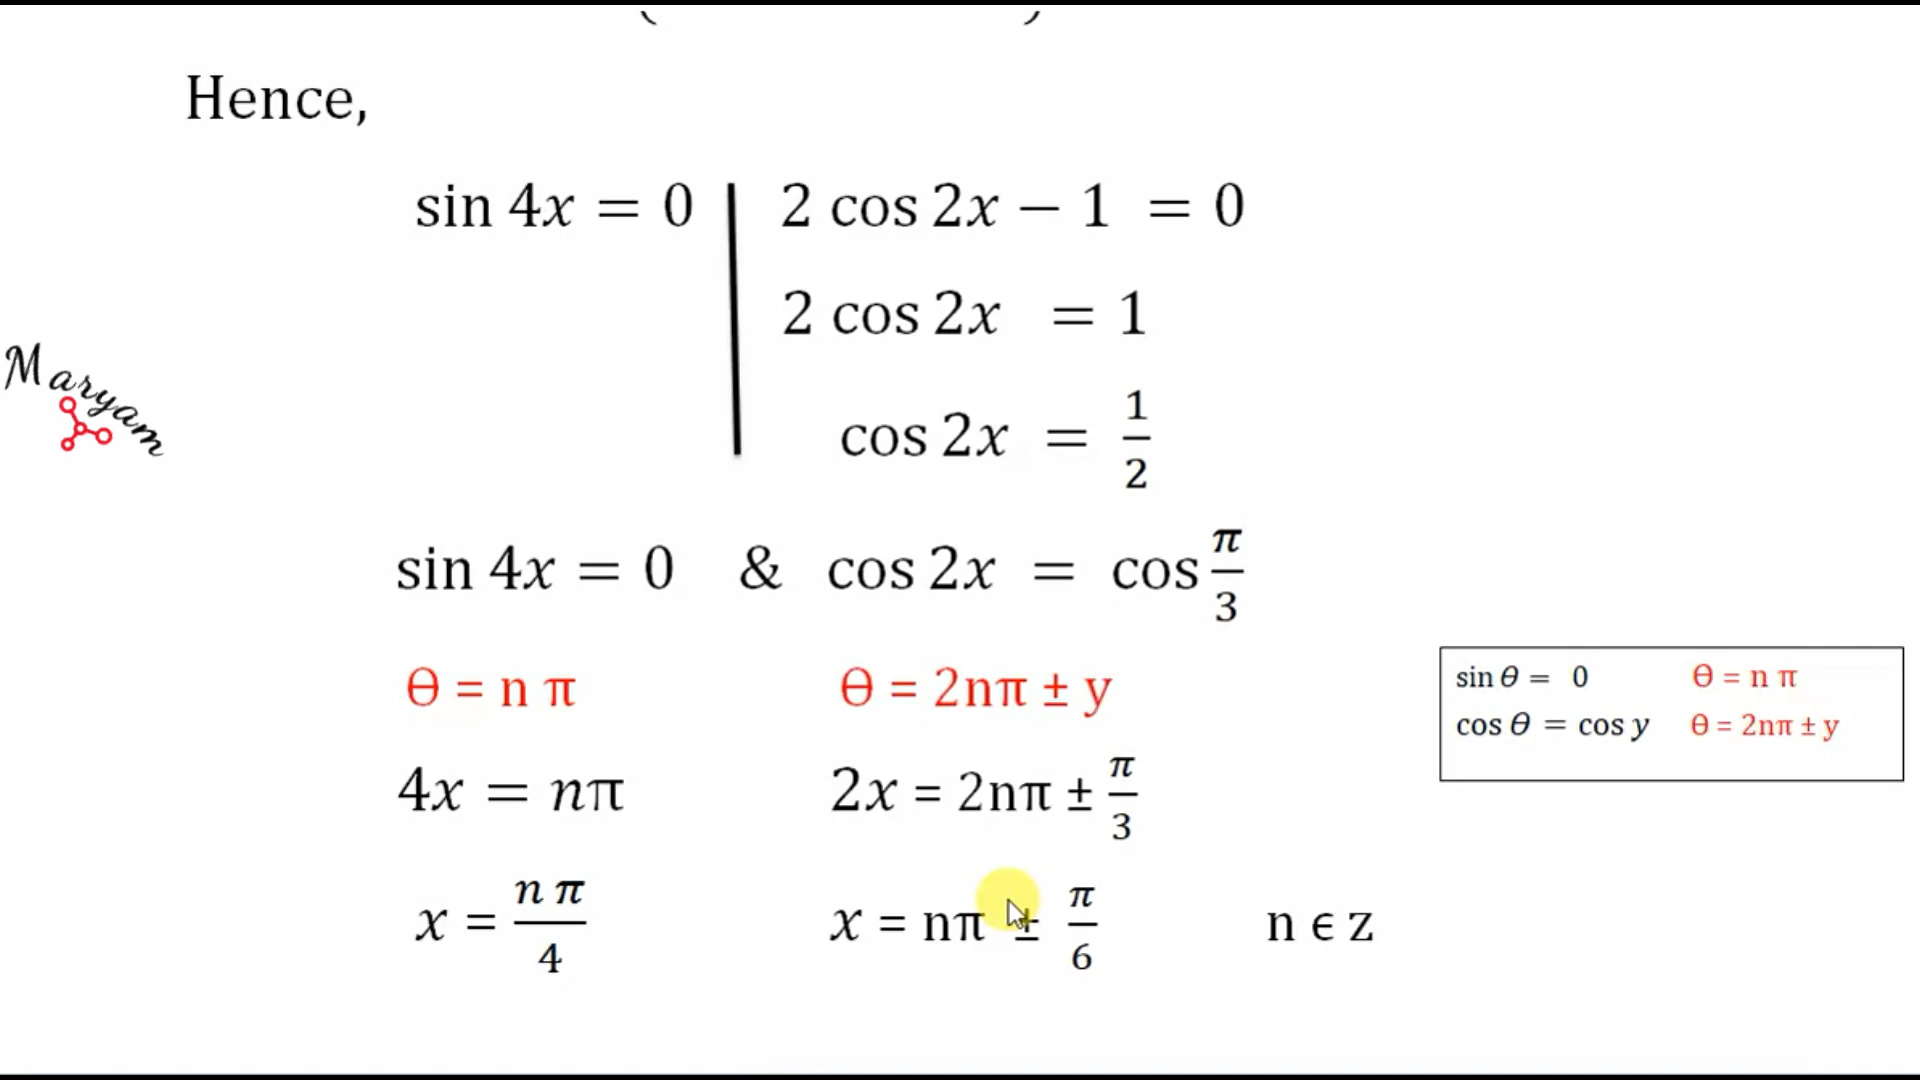 Hence,
sin 4x = 0 | 2 cos 2x − 1 = 0
2 cos 2x = 1
cos 2x = 1/2
Maryam
sin 4x = 0 & cos 2x = cos π/3
ϴ = n π ϴ = 2nπ ± y
sin θ = 0 ϴ = n π
cos θ = cos y ϴ = 2nπ ± y
4x = nπ 2x = 2nπ ± π/3
x = n π/4 x = nπ ± π/6 n ϵ z